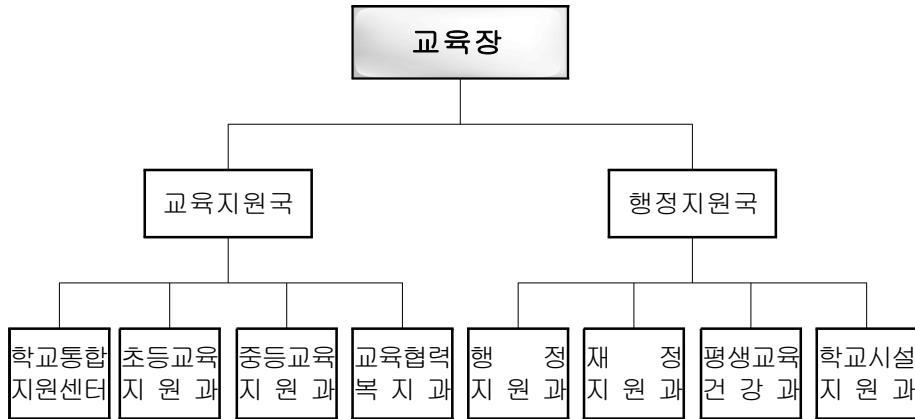 교육장
교육지원국
행정지원국
학교통합
지원센터
초등교육
지 원 과
중등교육
지 원 과
교육협력
복 지 과
행 정
지 원 과
재 정
지 원 과
평생교육
건 강 과
학교시설
지 원 과